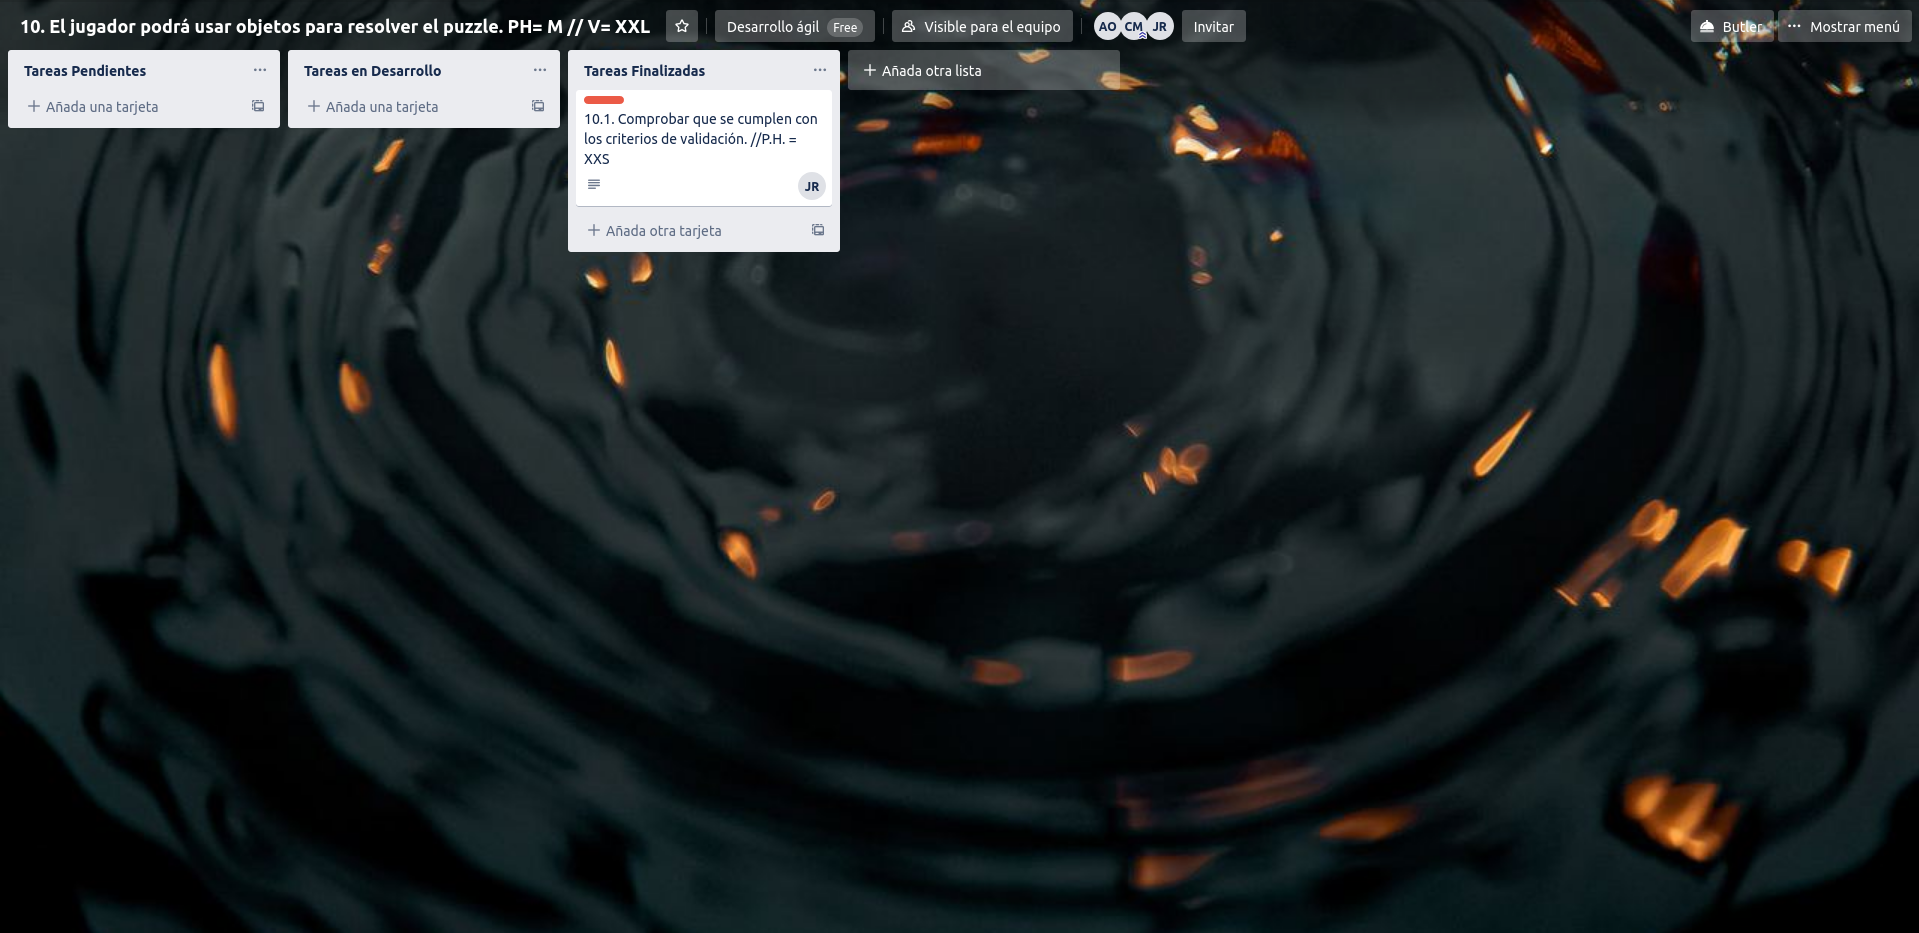 10. El jugador podrá usar objetos para resolver el puzzle. PH= M // V= XXL
Desarrollo ágil Free
Visible para el equipo
AO CM JR
Invitar
Butler
Mostrar menú
Tareas Pendientes
Añada una tarjeta
Tareas en Desarrollo
Añada una tarjeta
Tareas Finalizadas
10.1. Comprobar que se cumplen con
los criterios de validación. //P.H. =
XXS
JR
Añada otra tarjeta
Añada otra lista